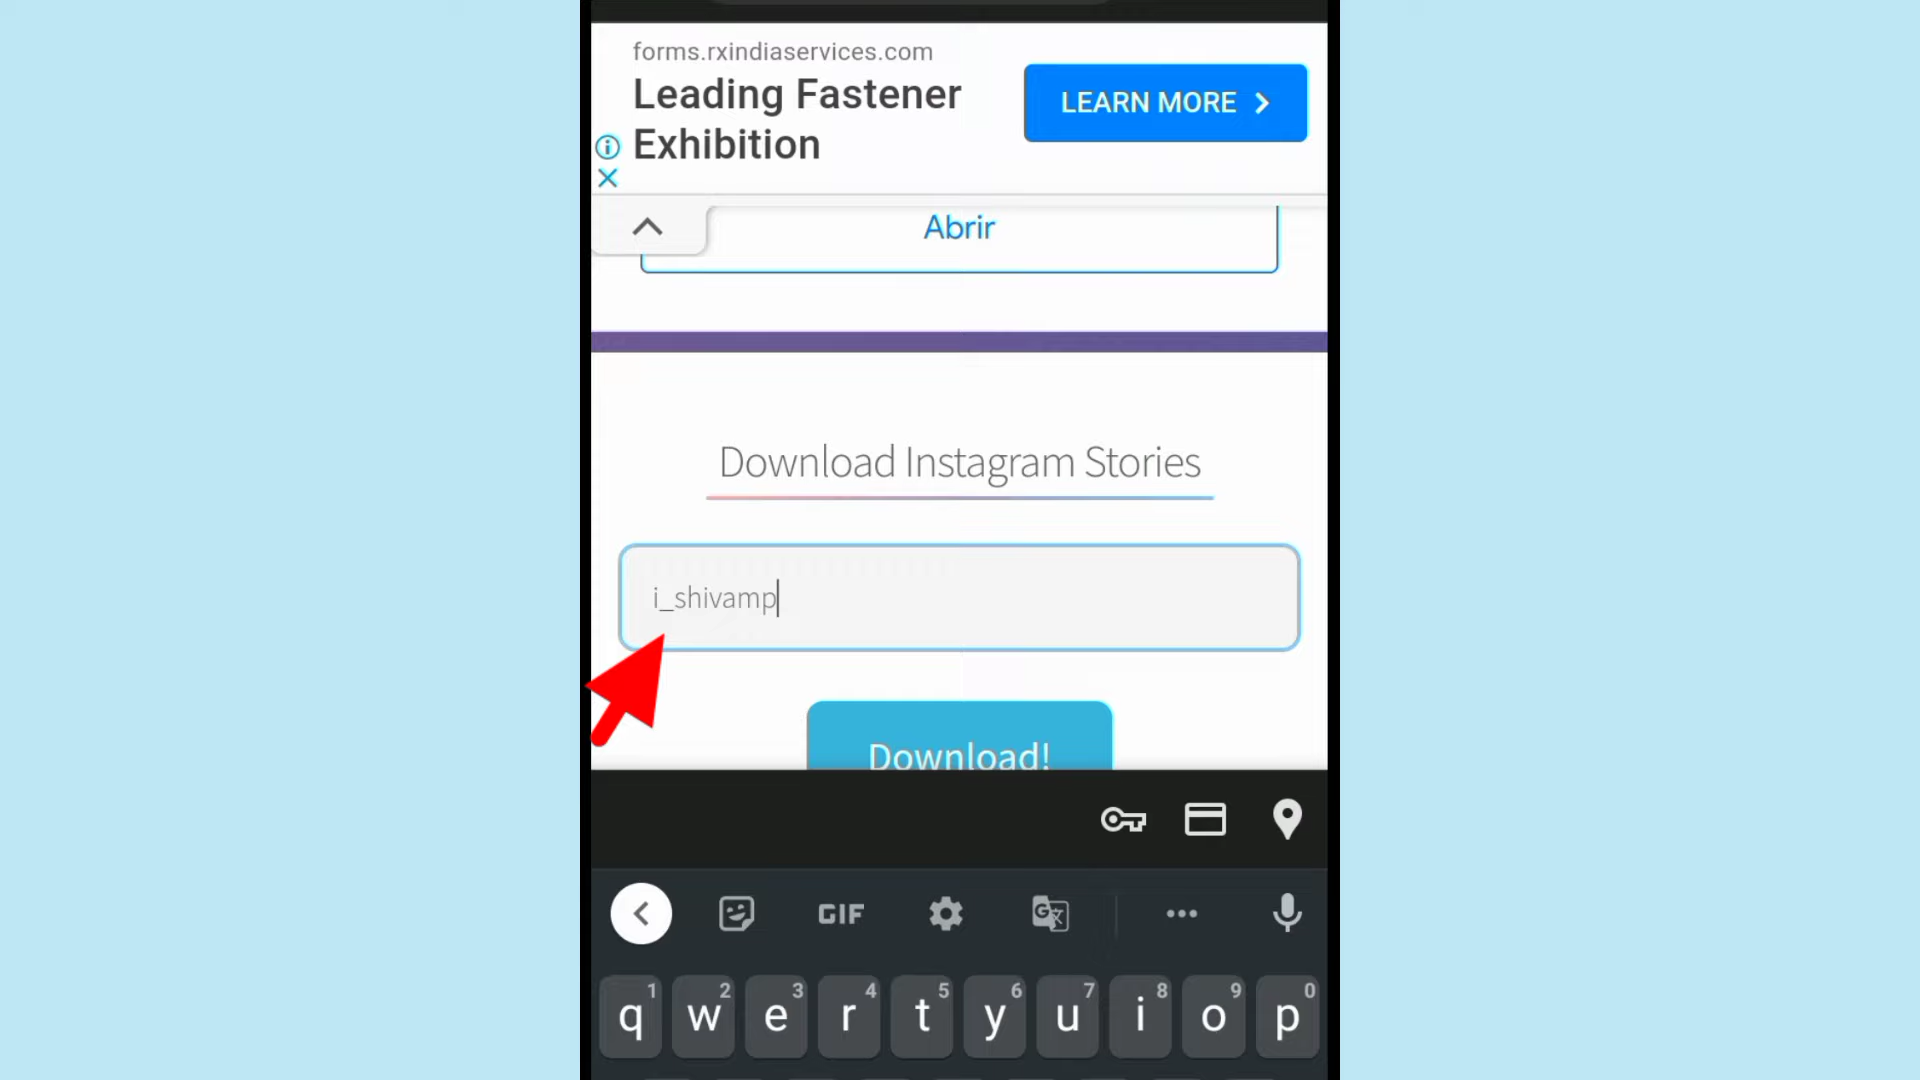 forms.rxindiaservices.com
Leading Fastener
Exhibition
LEARN MORE
Abrir
Download Instagram Stories
i_shivamp
Download!
GIF
G
1 2 3 4 5 6 7 8 9 0
q w e r t y u i o p